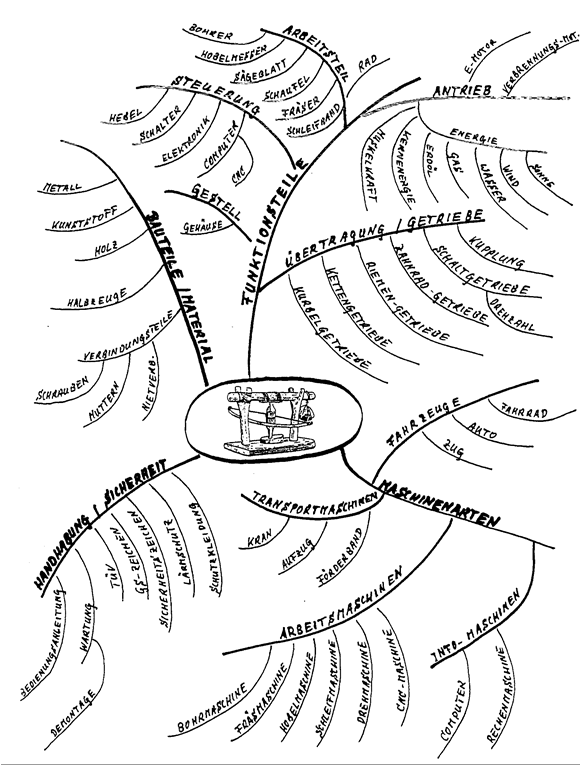 FUNKTIONSTEILE
ARBEITSTEIL
BOHRER
HOBELMESSER
SÄGEBLATT
SCHAUFEL
FRÄSER
SCHLEIFBAND
RAD
STEUERUNG
HEBEL
SCHALTER
ELEKTRONIK
COMPUTER
CNC
GESTELL
GEHÄUSE
ANTRIEB
E-MOTOR
VERBRENNUNGS-MOT.
ENERGIE
MUSKELKRAFT
KERNENERGIE
ERDÖL
GAS
WASSER
WIND
SONNE
ÜBERTRAGUNG / GETRIEBE
KURBELGETRIEBE
KETTENGETRIEBE
RIEMEN-GETRIEBE
ZAHNRAD-GETRIEBE
SCHALTGETRIEBE
KUPPLUNG
DREHZAHL
BAUTEILE / MATERIAL
METALL
KUNSTSTOFF
HOLZ
HALBZEUGE
VERBINDUNGSTEILE
SCHRAUBEN
MUTTERN
NIETVERB.
MASCHINENARTEN
FAHRZEUGE
FAHRRAD
AUTO
ZUG
TRANSPORTMASCHINEN
KRAN
AUFZUG
FÖRDERBAND
ARBEITSMASCHINEN
BOHRMASCHINE
FRÄSMASCHINE
HOBELMASCHINE
SCHLEIFMASCHINE
DREHMASCHINE
CNC-MASCHINE
INFO-MASCHINEN
COMPUTER
RECHENMASCHINE
HANDHABUNG / SICHERHEIT
BEDIENUNGSANLEITUNG
WARTUNG
DEMONTAGE
TÜV
GS-ZEICHEN
SICHERHEITSZEICHEN
LÄRMSCHUTZ
SCHUTZKLEIDUNG